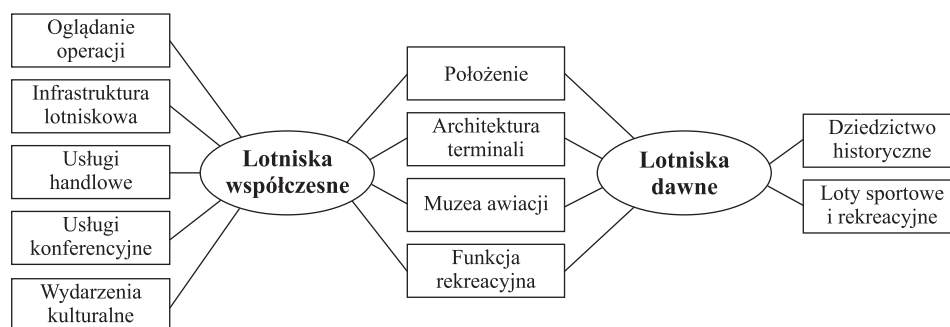 Oglądanie
operacji
Infrastruktura
lotniskowa
Usługi
handlowe
Usługi
konferencyjne
Wydarzenia
kulturalne
Lotniska
współczesne
Położenie
Architektura
terminali
Muzea awiacji
Funkcja
rekreacyjna
Lotniska
dawne
Dziedzictwo
historyczne
Loty sportowe
i rekreacyjne